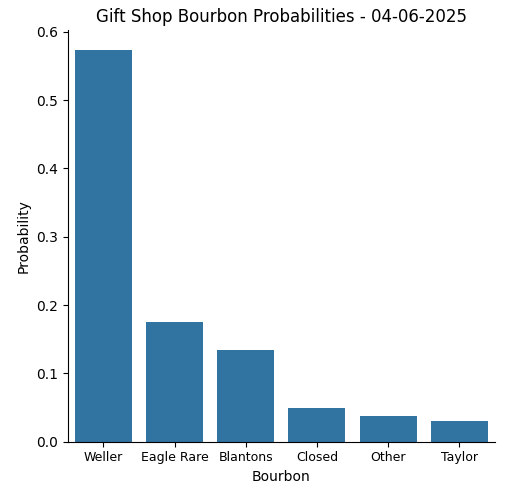 Gift Shop Bourbon Probabilities - 04-06-2025
0.6
0.5
0.4
0.3
0.2
0.1
0.0
Probability
Weller Eagle Rare Blantons Closed Other Taylor
Bourbon